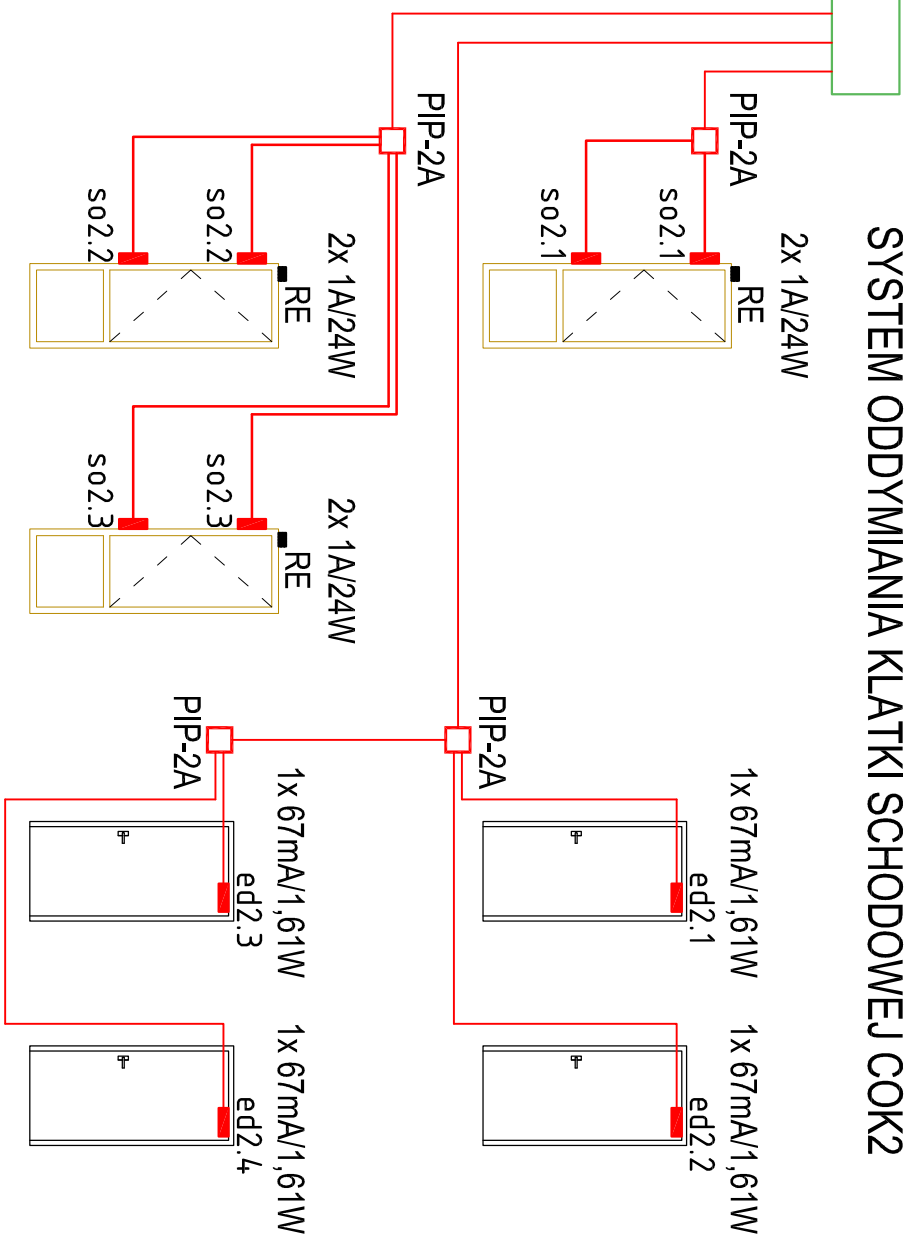 SYSTEM ODDYMIANIA KLATKI SCHODOWEJ COK2
2x 1A/24W
PIP-2A
RE
1x 67mA/1,61W
1x 67mA/1,61W
ed2.1
ed2.2
so2.1
so2.1
PIP-2A
PIP-2A
2x 1A/24W
2x 1A/24W
RE
RE
1x 67mA/1,61W
1x 67mA/1,61W
ed2.3
ed2.4
so2.2
so2.3
PIP-2A
so2.2
so2.3